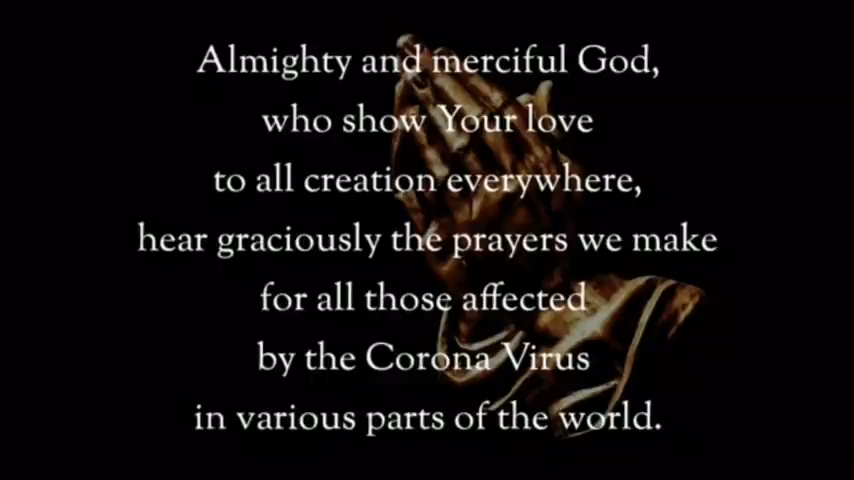 Almighty and merciful God,
who show Your love
to all creation everywhere,
hear graciously the prayers we make
for all those affected
by the Corona Virus
in various parts of the world.